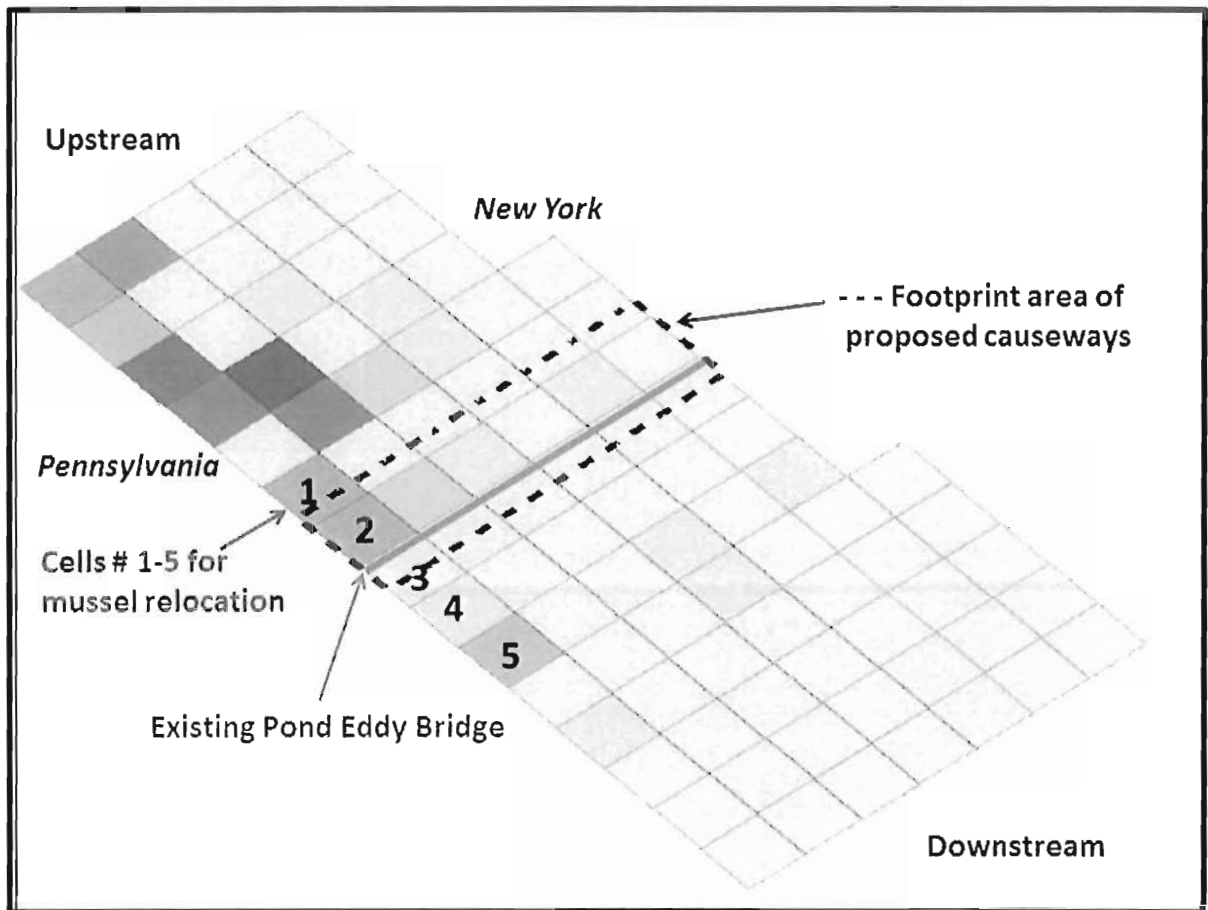 Upstream
New York
- - - Footprint area of
proposed causeways
Pennsylvania
1
2
3
4
5
Cells # 1-5 for
mussel relocation
Existing Pond Eddy Bridge
Downstream